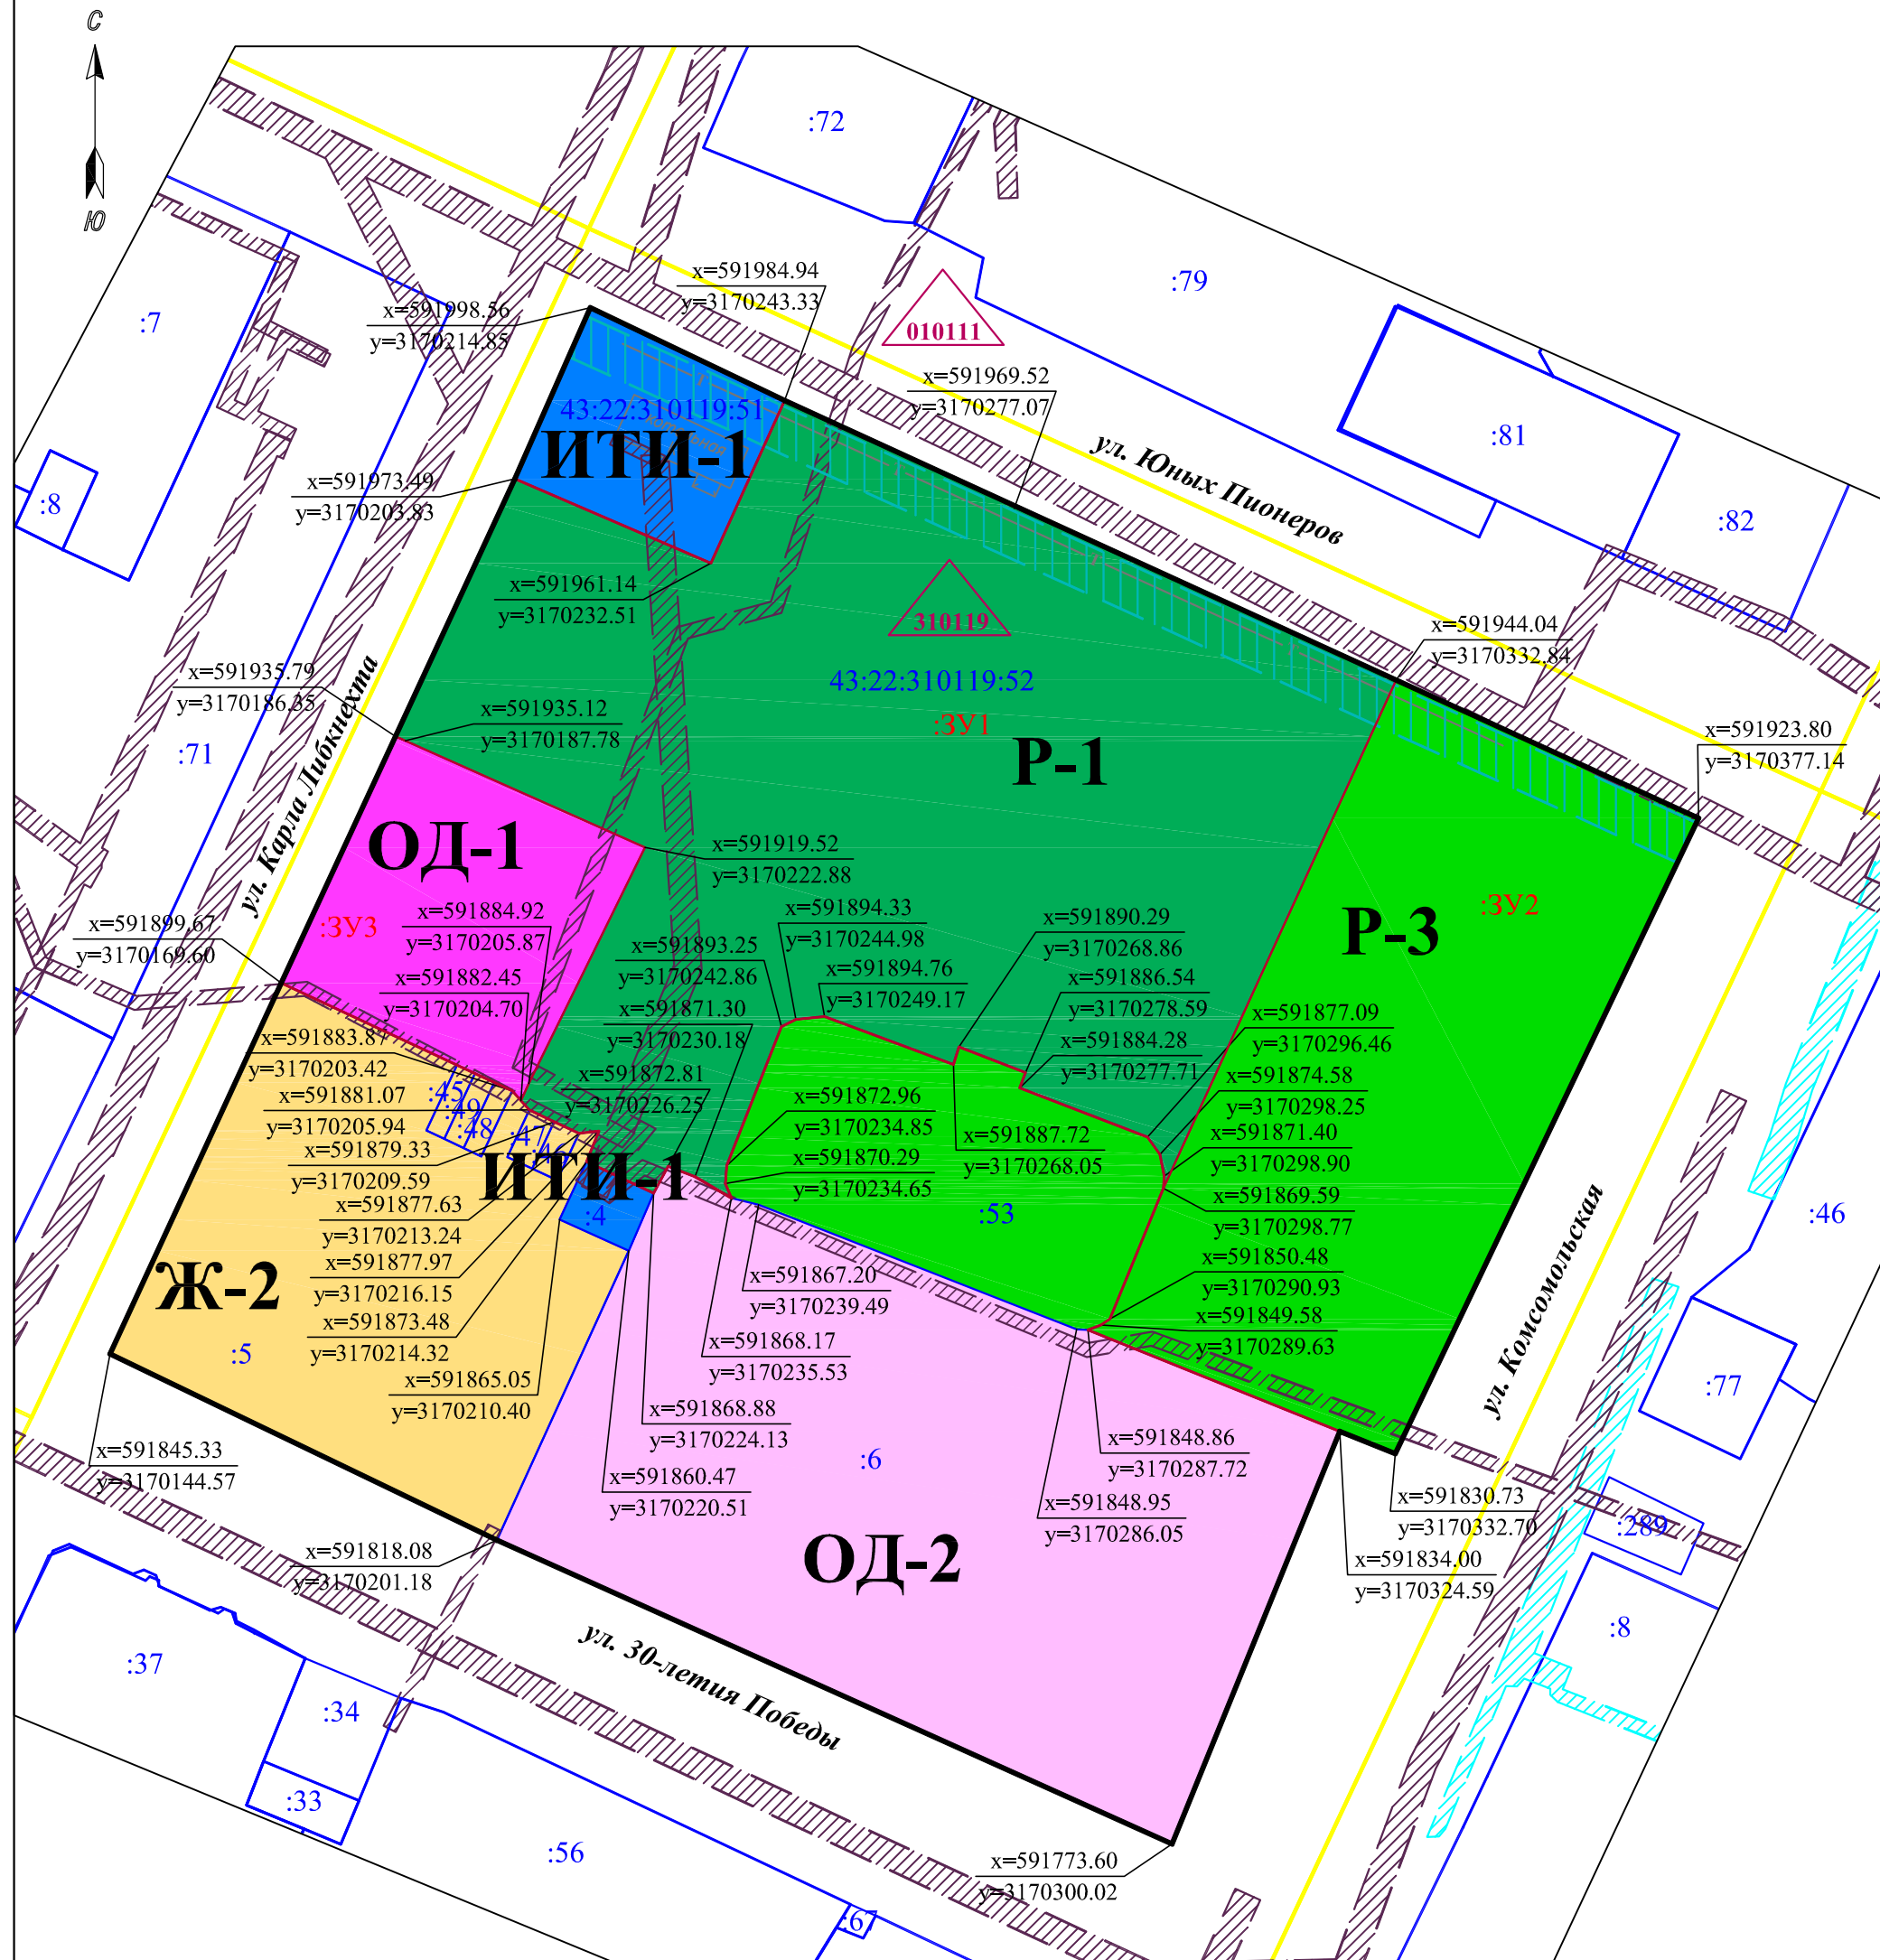 С
Ю
:72
:79
:7
x=591984.94
y=3170243.33
x=591998.56
y=3170214.85
010111
x=591969.52
y=3170277.07
43:22:310119:51
котельная
ИТИ-1
ул. Юных Пионеров
:81
:82
:8
x=591973.49
y=3170203.83
x=591961.14
y=3170232.51
310119
x=591944.04
y=3170332.84
43:22:310119:52
:ЗУ1
Р-1
x=591935.79
y=3170186.35
x=591935.12
y=3170187.78
ул. Карла Либкнехта
:71
x=591923.80
y=3170377.14
ОД-1
x=591919.52
y=3170222.88
:ЗУ2
Р-3
:ЗУ3
x=591884.92
y=3170205.87
x=591894.33
y=3170244.98
x=591890.29
y=3170268.86
x=591899.67
y=3170169.60
x=591893.25
y=3170242.86
x=591894.76
y=3170249.17
x=591886.54
y=3170278.59
x=591882.45
y=3170204.70
x=591871.30
y=3170230.18
x=591877.09
y=3170296.46
x=591883.87
y=3170203.42
x=591884.28
y=3170277.71
x=591872.81
y=3170226.25
x=591874.58
y=3170298.25
:45
:49
:48
:47
x=591881.07
y=3170205.94
x=591872.96
y=3170234.85
x=591887.72
y=3170268.05
x=591871.40
y=3170298.90
x=591879.33
y=3170209.59
ИТИ-1
:4
x=591870.29
y=3170234.65
x=591869.59
y=3170298.77
:53
:46
x=591877.63
y=3170213.24
x=591877.97
y=3170216.15
x=591850.48
y=3170290.93
x=591867.20
y=3170239.49
Ж-2
:5
x=591873.48
y=3170214.32
x=591849.58
y=3170289.63
x=591868.17
y=3170235.53
ул. Комсомольская
:77
x=591865.05
y=3170210.40
x=591868.88
y=3170224.13
:6
x=591848.86
y=3170287.72
x=591845.33
y=3170144.57
x=591860.47
y=3170220.51
x=591848.95
y=3170286.05
x=591830.73
y=3170332.70
:289
x=591818.08
y=3170201.18
ОД-2
x=591834.00
y=3170324.59
:8
ул. 30-летия Победы
:37
:34
:33
:56
x=591773.60
y=3170300.02
:67